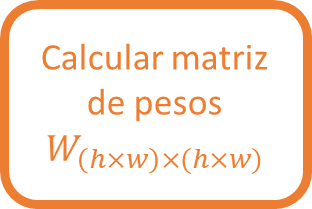 Calcular matriz
de pesos
W(h×w)×(h×w)